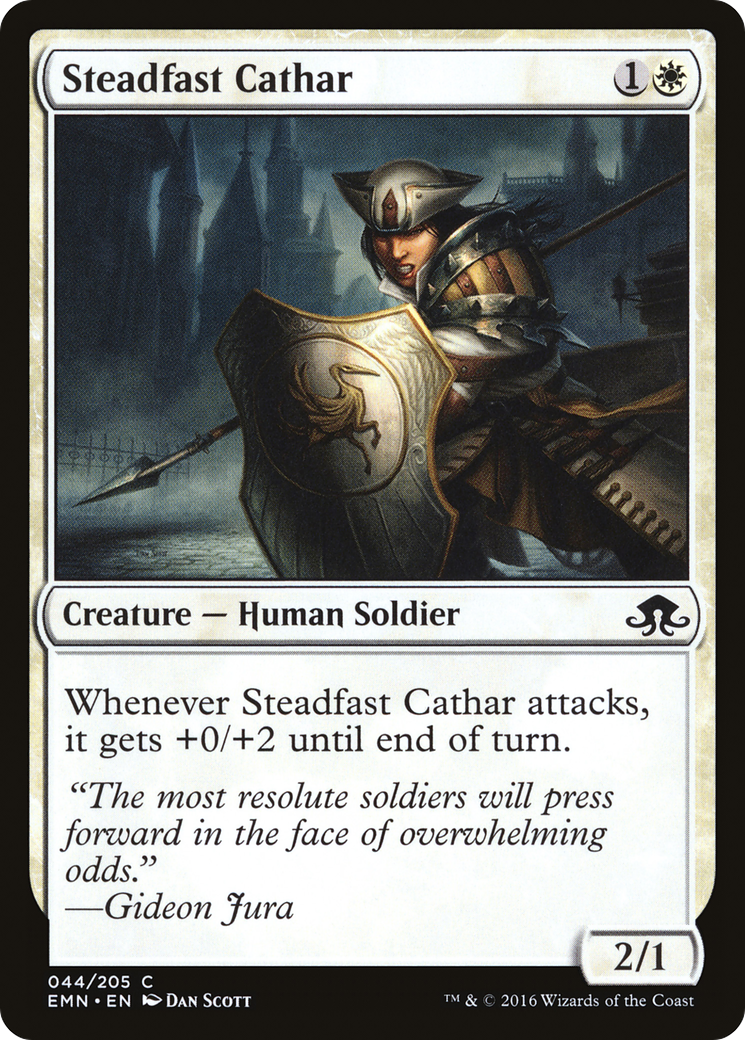 Steadfast Cathar 1
Creature — Human Soldier
Whenever Steadfast Cathar attacks,
it gets +0/+2 until end of turn.
“The most resolute soldiers will press
forward in the face of overwhelming
odds.”
—Gideon Jura
2/1
044/205 C
EMN • EN Dan Scott
™ & © 2016 Wizards of the Coast